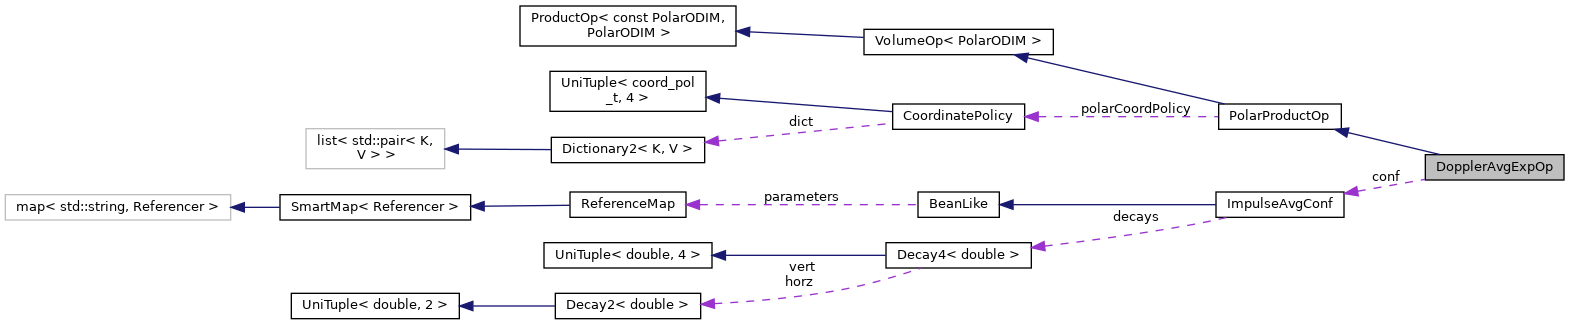 ProductOp< const PolarODIM,
PolarODIM >
VolumeOp< PolarODIM >
UniTuple< coord_pol
_t, 4 >
CoordinatePolicy
polarCoordPolicy
PolarProductOp
dict
list< std::pair< K,
V > >
Dictionary2< K, V >
DopplerAvgExpOp
conf
map< std::string, Referencer >
SmartMap< Referencer >
ReferenceMap
parameters
BeanLike
ImpulseAvgConf
decays
UniTuple< double, 4 >
Decay4< double >
vert
horz
UniTuple< double, 2 >
Decay2< double >